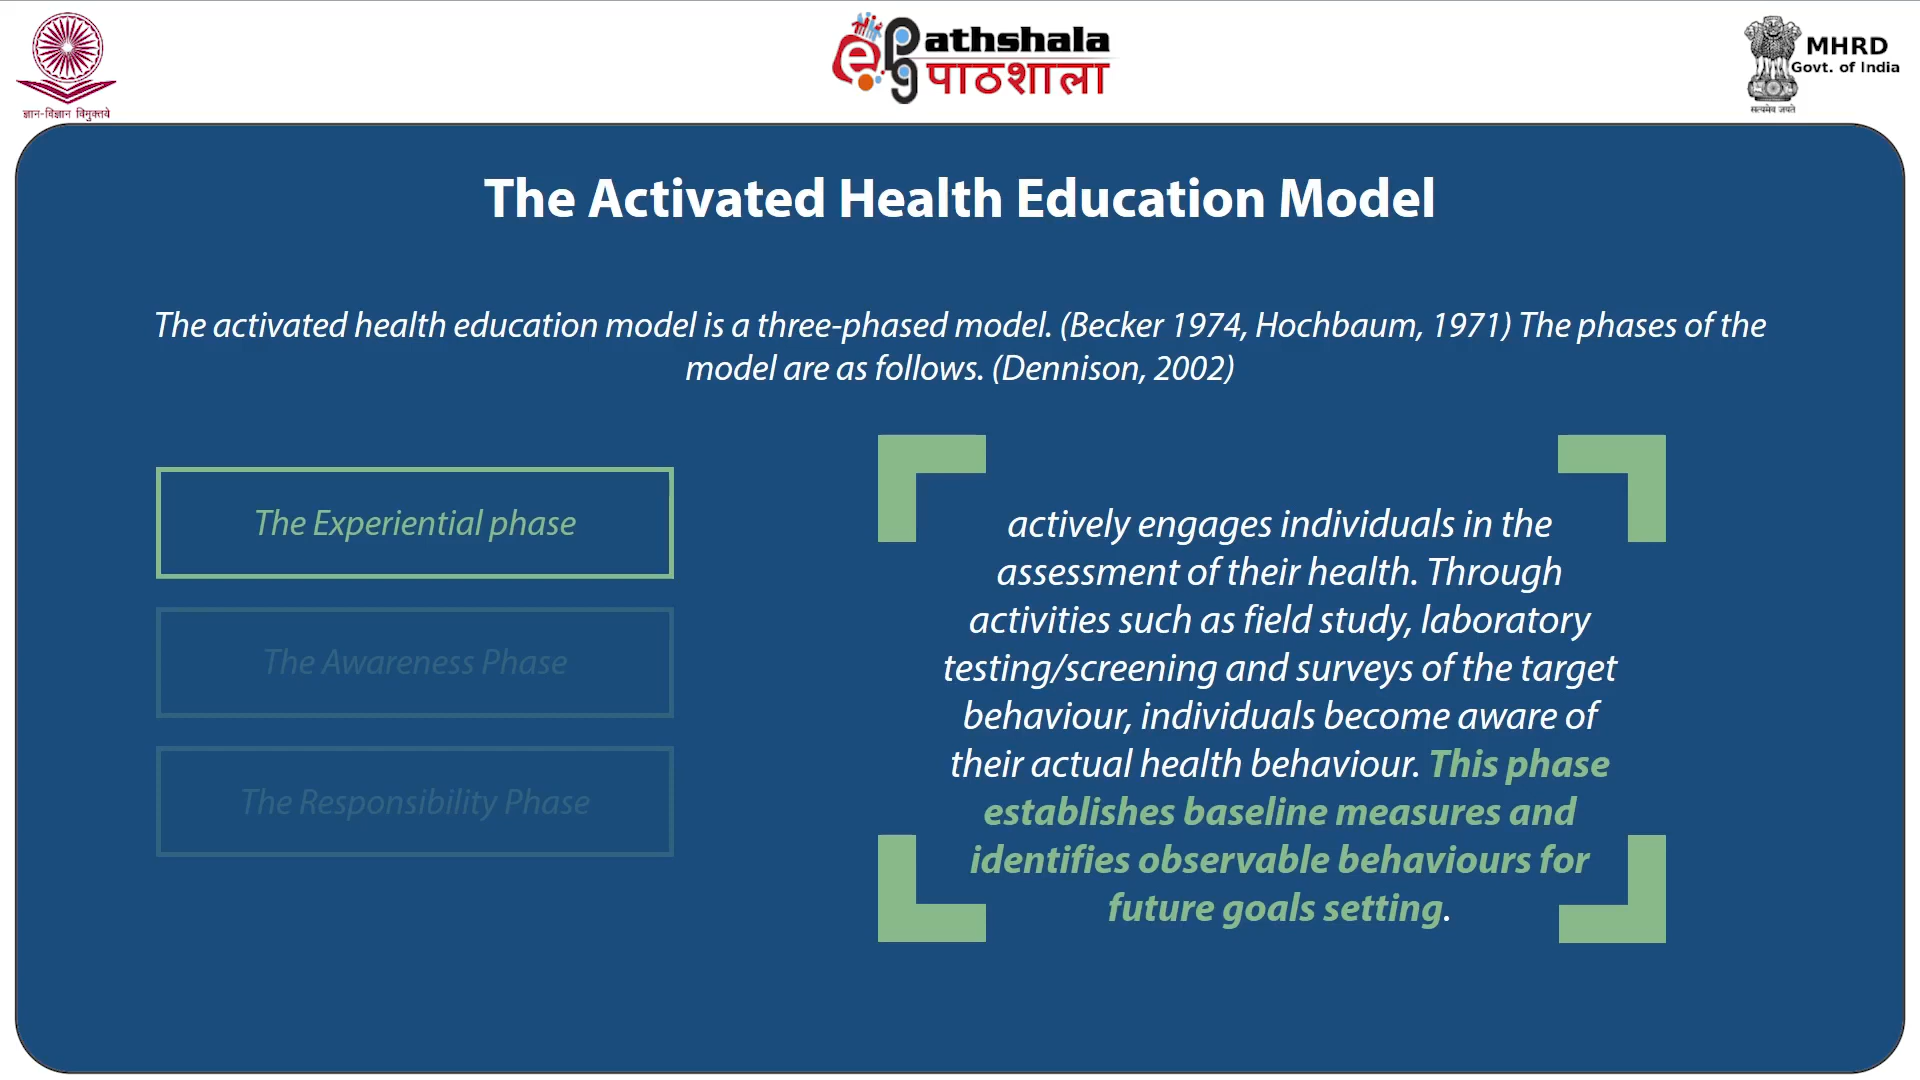 ज्ञान-विज्ञान विमुक्तये
ePG athshala
पाठशाला
MHRD
Govt. of India
सत्यमेव जयते
The Activated Health Education Model
The activated health education model is a three-phased model. (Becker 1974, Hochbaum, 1971) The phases of the
model are as follows. (Dennison, 2002)
The Experiential phase
The Awareness Phase
The Responsibility Phase
actively engages individuals in the
assessment of their health. Through
activities such as field study, laboratory
testing/screening and surveys of the target
behaviour, individuals become aware of
their actual health behaviour. This phase
establishes baseline measures and
identifies observable behaviours for
future goals setting.